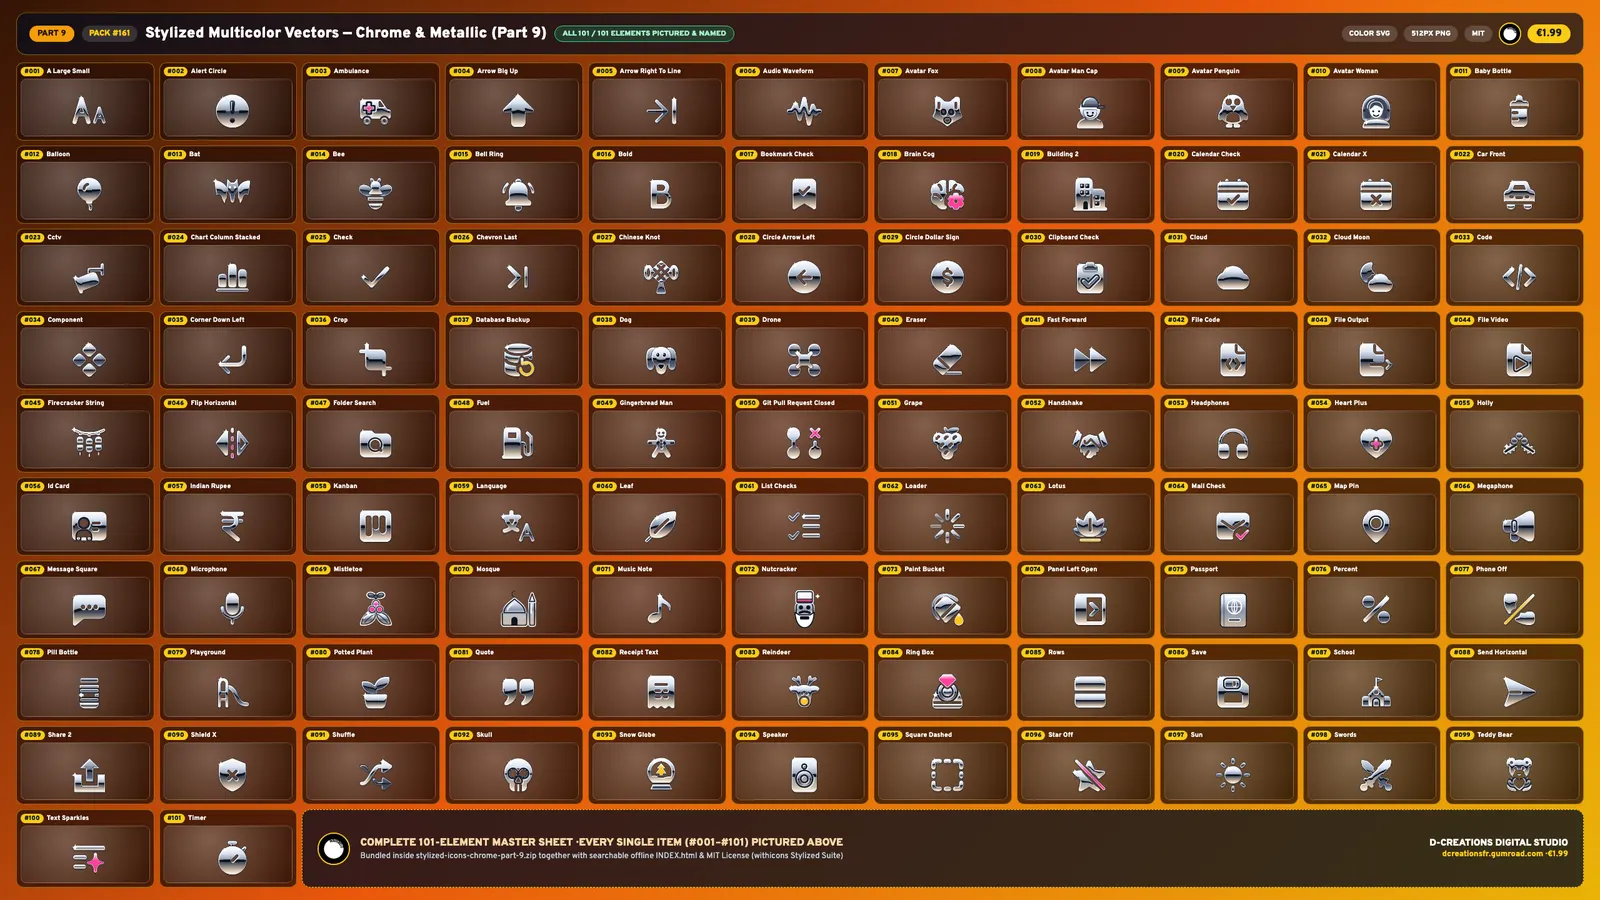 PART 9 PACK #161 Stylized Multicolor Vectors – Chrome & Metallic (Part 9) ALL 101 / 101 ELEMENTS PICTURED & NAMED COLOR SVG 512PX PNG MIT €1.99
#001 A Large Small #002 Alert Circle #003 Ambulance #004 Arrow Big Up #005 Arrow Right To Line #006 Audio Waveform #007 Avatar Fox #008 Avatar Man Cap #009 Avatar Penguin #010 Avatar Woman #011 Baby Bottle
#012 Balloon #013 Bat #014 Bee #015 Bell Ring #016 Bold #017 Bookmark Check #018 Brain Cog #019 Building 2 #020 Calendar Check #021 Calendar X #022 Car Front
#023 Cctv #024 Chart Column Stacked #025 Check #026 Chevron Last #027 Chinese Knot #028 Circle Arrow Left #029 Circle Dollar Sign #030 Clipboard Check #031 Cloud #032 Cloud Moon #033 Code
#034 Component #035 Corner Down Left #036 Crop #037 Database Backup #038 Dog #039 Drone #040 Eraser #041 Fast Forward #042 File Code #043 File Output #044 File Video
#045 Firecracker String #046 Flip Horizontal #047 Folder Search #048 Fuel #049 Gingerbread Man #050 Git Pull Request Closed #051 Grape #052 Handshake #053 Headphones #054 Heart Plus #055 Holly
#056 Id Card #057 Indian Rupee #058 Kanban #059 Language #060 Leaf #061 List Checks #062 Loader #063 Lotus #064 Mail Check #065 Map Pin #066 Megaphone
#067 Message Square #068 Microphone #069 Mistletoe #070 Mosque #071 Music Note #072 Nutcracker #073 Paint Bucket #074 Panel Left Open #075 Passport #076 Percent #077 Phone Off
#078 Pill Bottle #079 Playground #080 Potted Plant #081 Quote #082 Receipt Text #083 Reindeer #084 Ring Box #085 Rows #086 Save #087 School #088 Send Horizontal
#089 Share 2 #090 Shield X #091 Shuffle #092 Skull #093 Snow Globe #094 Speaker #095 Square Dashed #096 Star Off #097 Sun #098 Swords #099 Teddy Bear
#100 Text Sparkles #101 Timer
COMPLETE 101-ELEMENT MASTER SHEET · EVERY SINGLE ITEM (#001–#101) PICTURED ABOVE
Bundled inside stylized-icons-chrome-part-9.zip together with searchable offline INDEX.html & MIT License (withicons Stylized Suite)
D-CREATIONS DIGITAL STUDIO
dcreationsfr.gumroad.com · €1.99